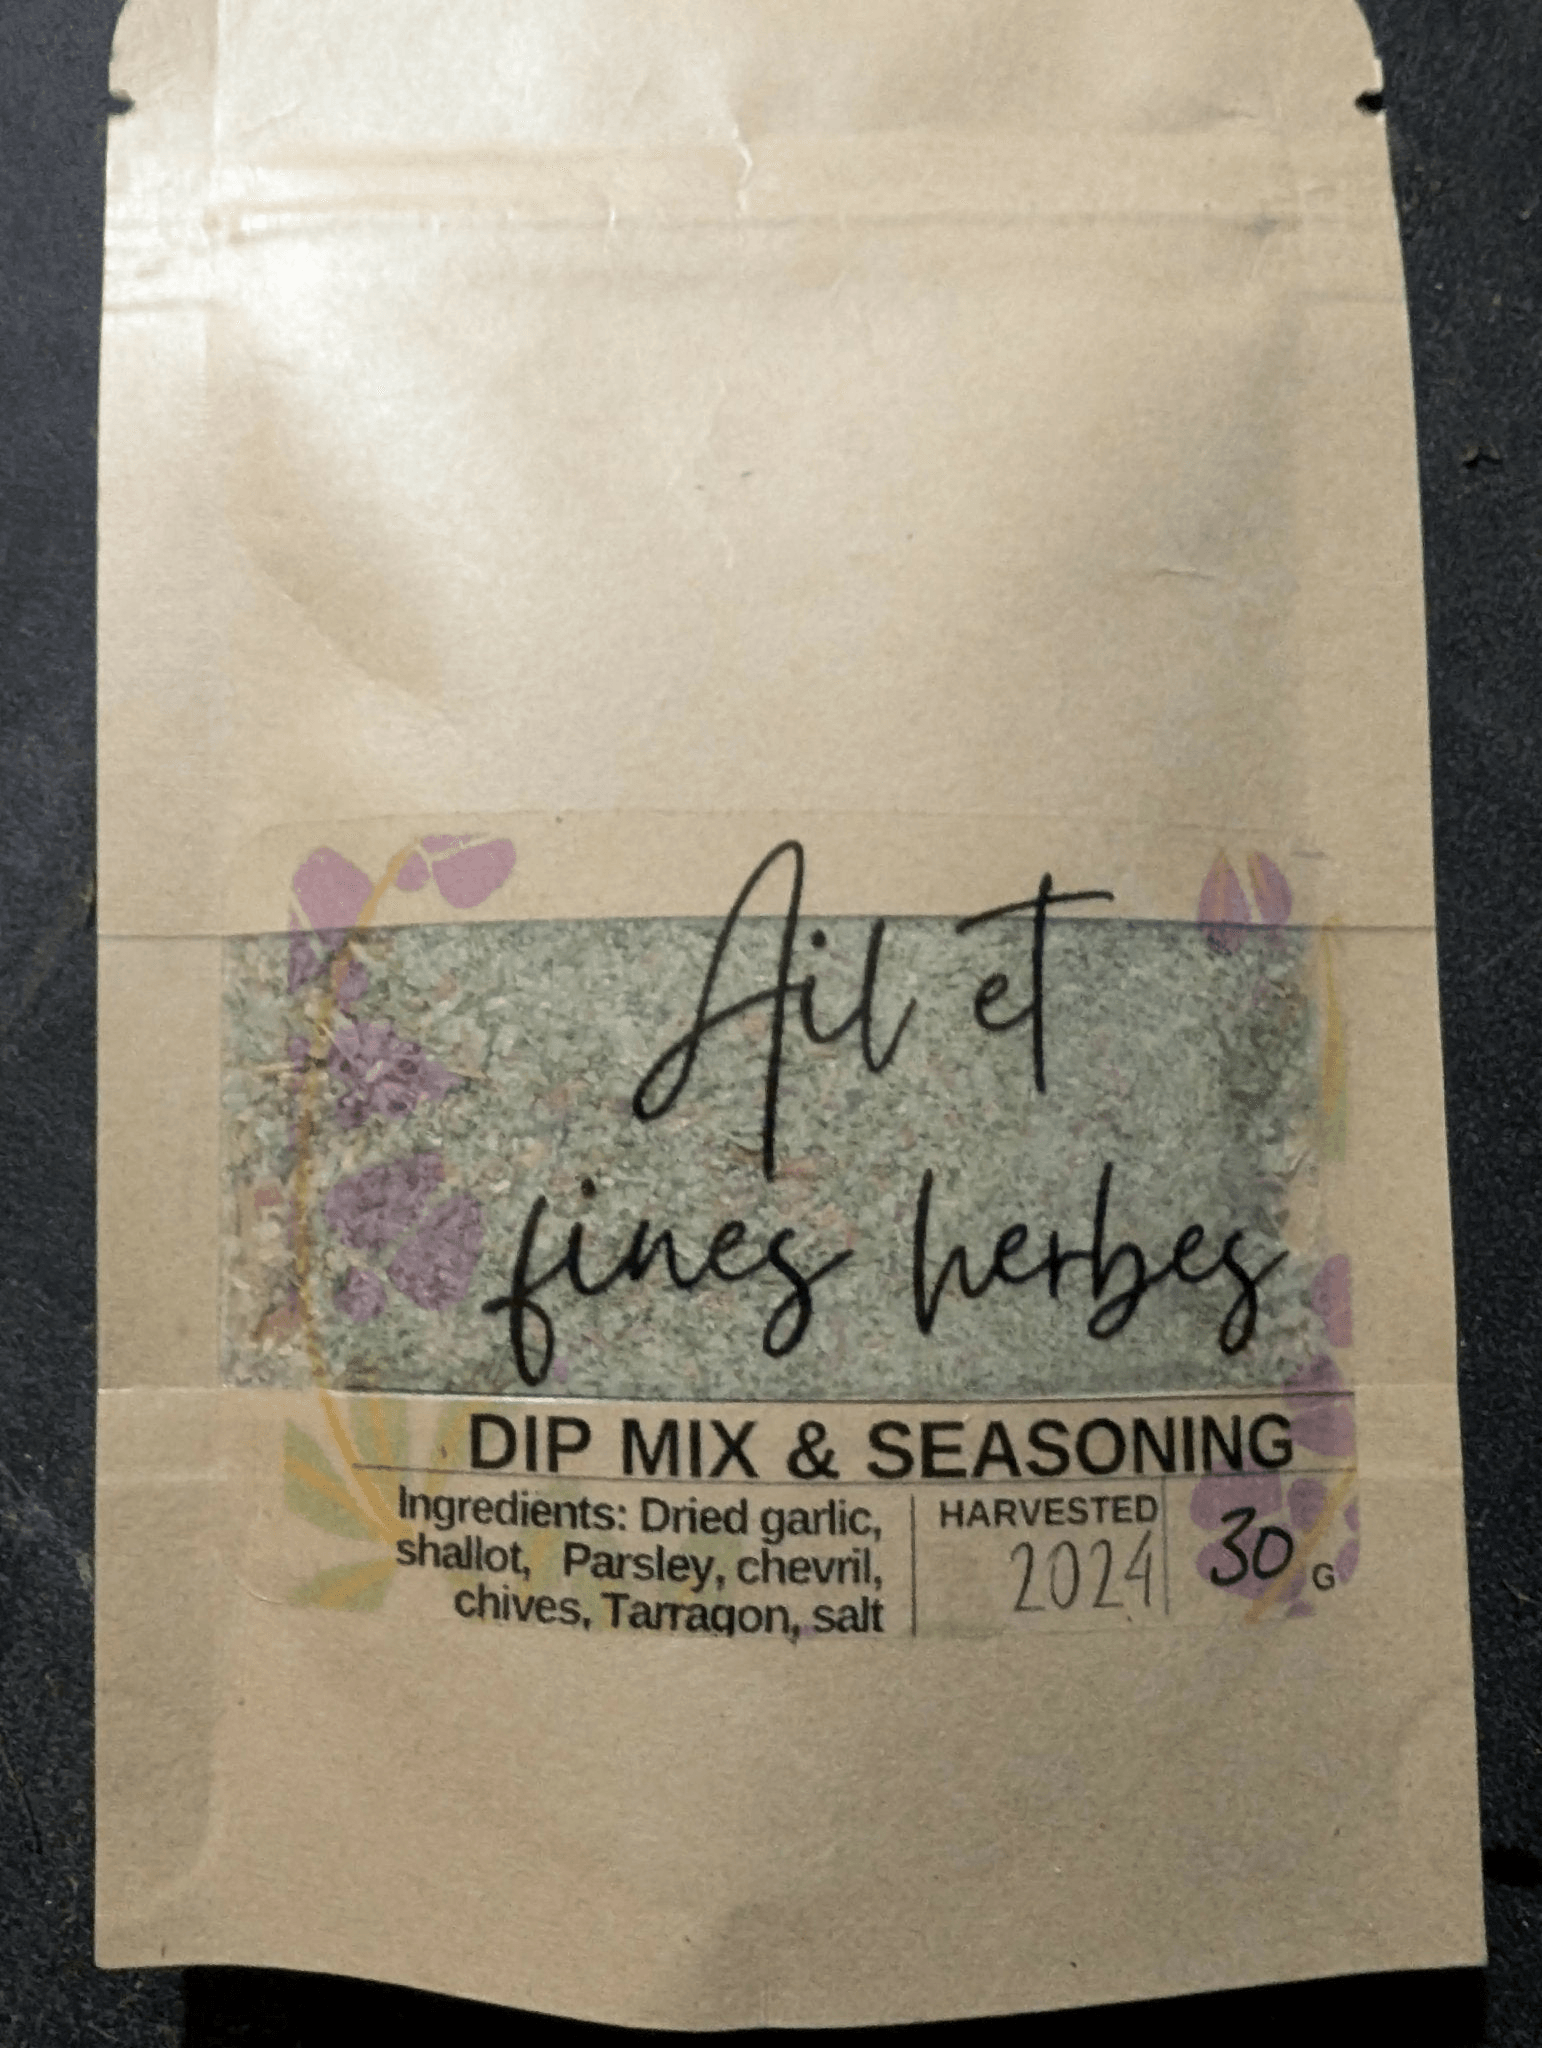 Ail et
fines herbes
DIP MIX & SEASONING
Ingredients: Dried garlic,
shallot, Parsley, chevril,
chives, Tarragon, salt
HARVESTED
2024
30 G